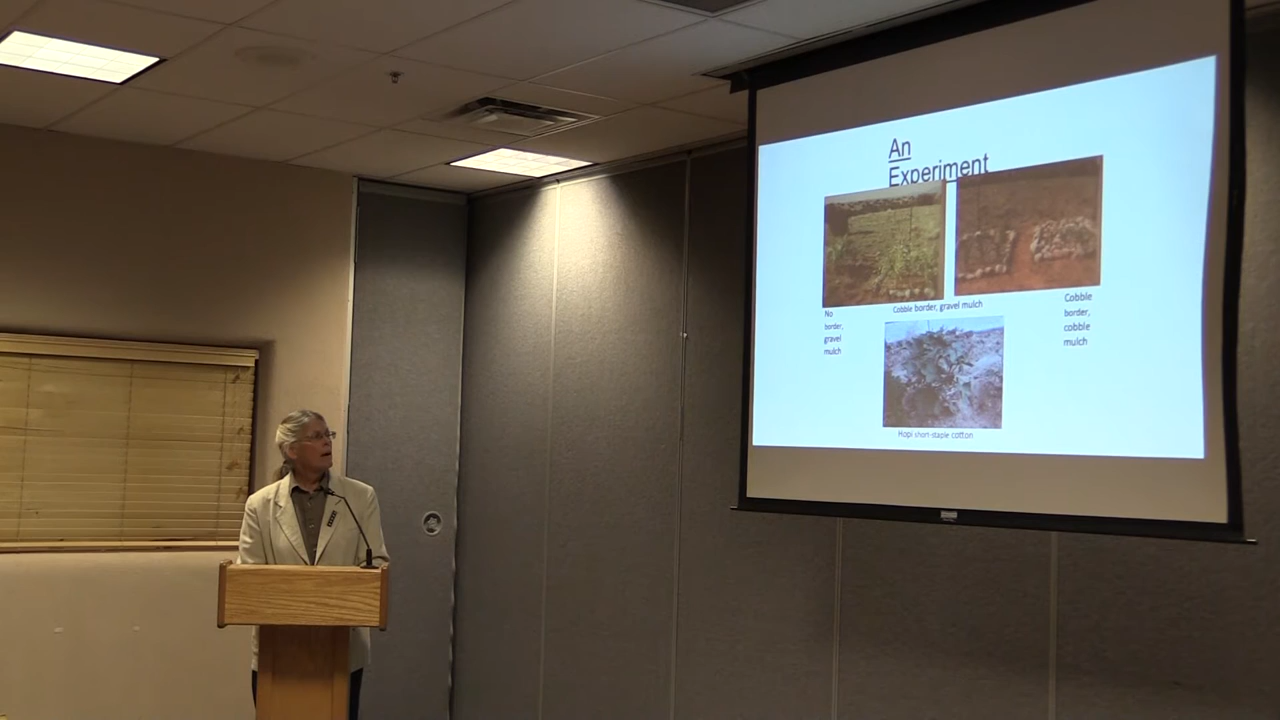 An
Experiment
No
border,
gravel
mulch
Cobble border, gravel mulch
Cobble
border,
cobble
mulch
Hopi short-staple cotton